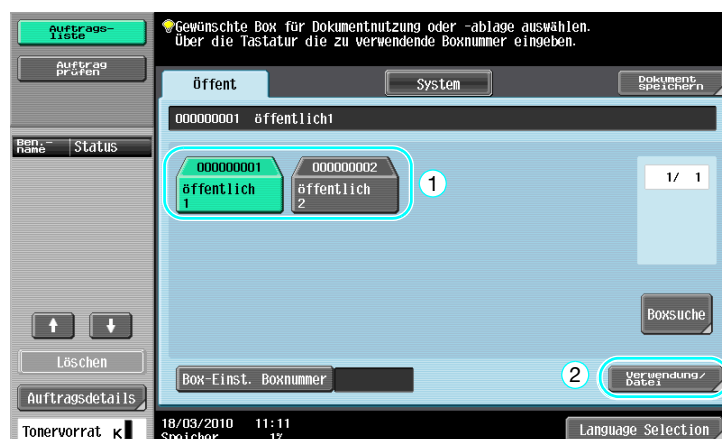 Auftrags-
liste
Auftrag
prüfen
Ben.-
name
Status
Löschen
Auftragsdetails
Tonervorrat K
Gewünschte Box für Dokumentnutzung oder -ablage auswählen.
Über die Tastatur die zu verwendende Boxnummer eingeben.
Öffent
System
Dokument
speichern
000000001 öffentlich1
000000001
öffentlich
1
000000002
öffentlich
2
1
1/ 1
Boxsuche
Box-Einst. Boxnummer
2
Verwendung/
Datei
18/03/2010 11:11
Speicher 1%
Language Selection